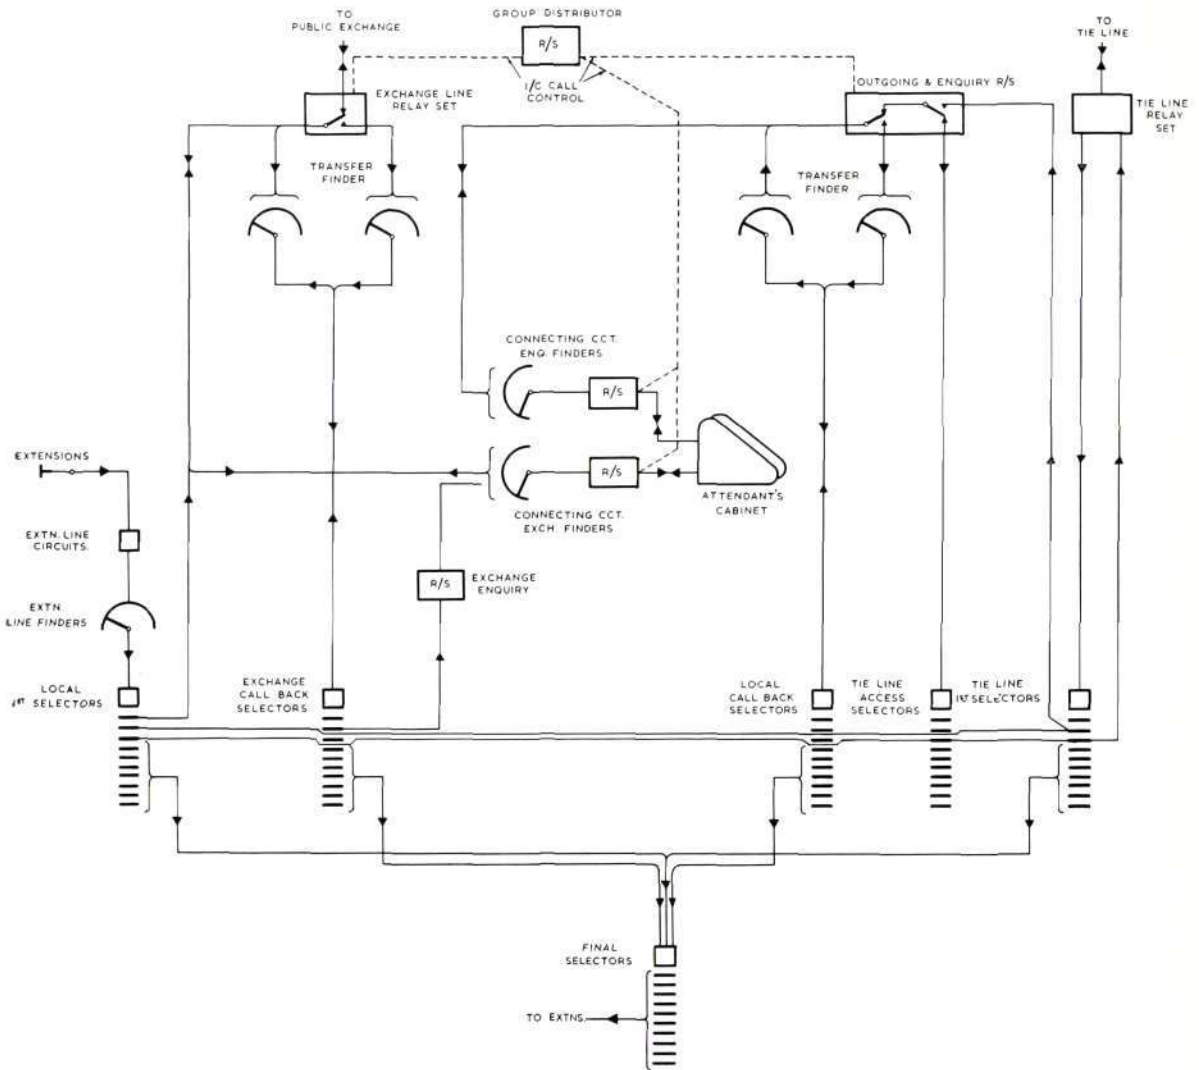 TO
PUBLIC EXCHANGE
GROUP DISTRIBUTOR
R/S
TO
TIE LINE
I/C CALL
CONTROL
EXCHANGE LINE
RELAY SET
OUTGOING & ENQUIRY R/S
TIE LINE
RELAY
SET
TRANSFER
FINDER
TRANSFER
FINDER
CONNECTING CCT.
ENQ. FINDERS
R/S
EXTENSIONS
R/S
ATTENDANT'S
CABINET
CONNECTING CCT.
EXCH. FINDERS
EXTN. LINE
CIRCUITS.
R/S
EXCHANGE
ENQUIRY
EXTN.
LINE FINDERS
LOCAL
1ST SELECTORS
EXCHANGE
CALL BACK
SELECTORS
LOCAL
CALL BACK
SELECTORS
TIE LINE
ACCESS
SELECTORS
TIE LINE
1ST SELECTORS
FINAL
SELECTORS
TO EXTNS.